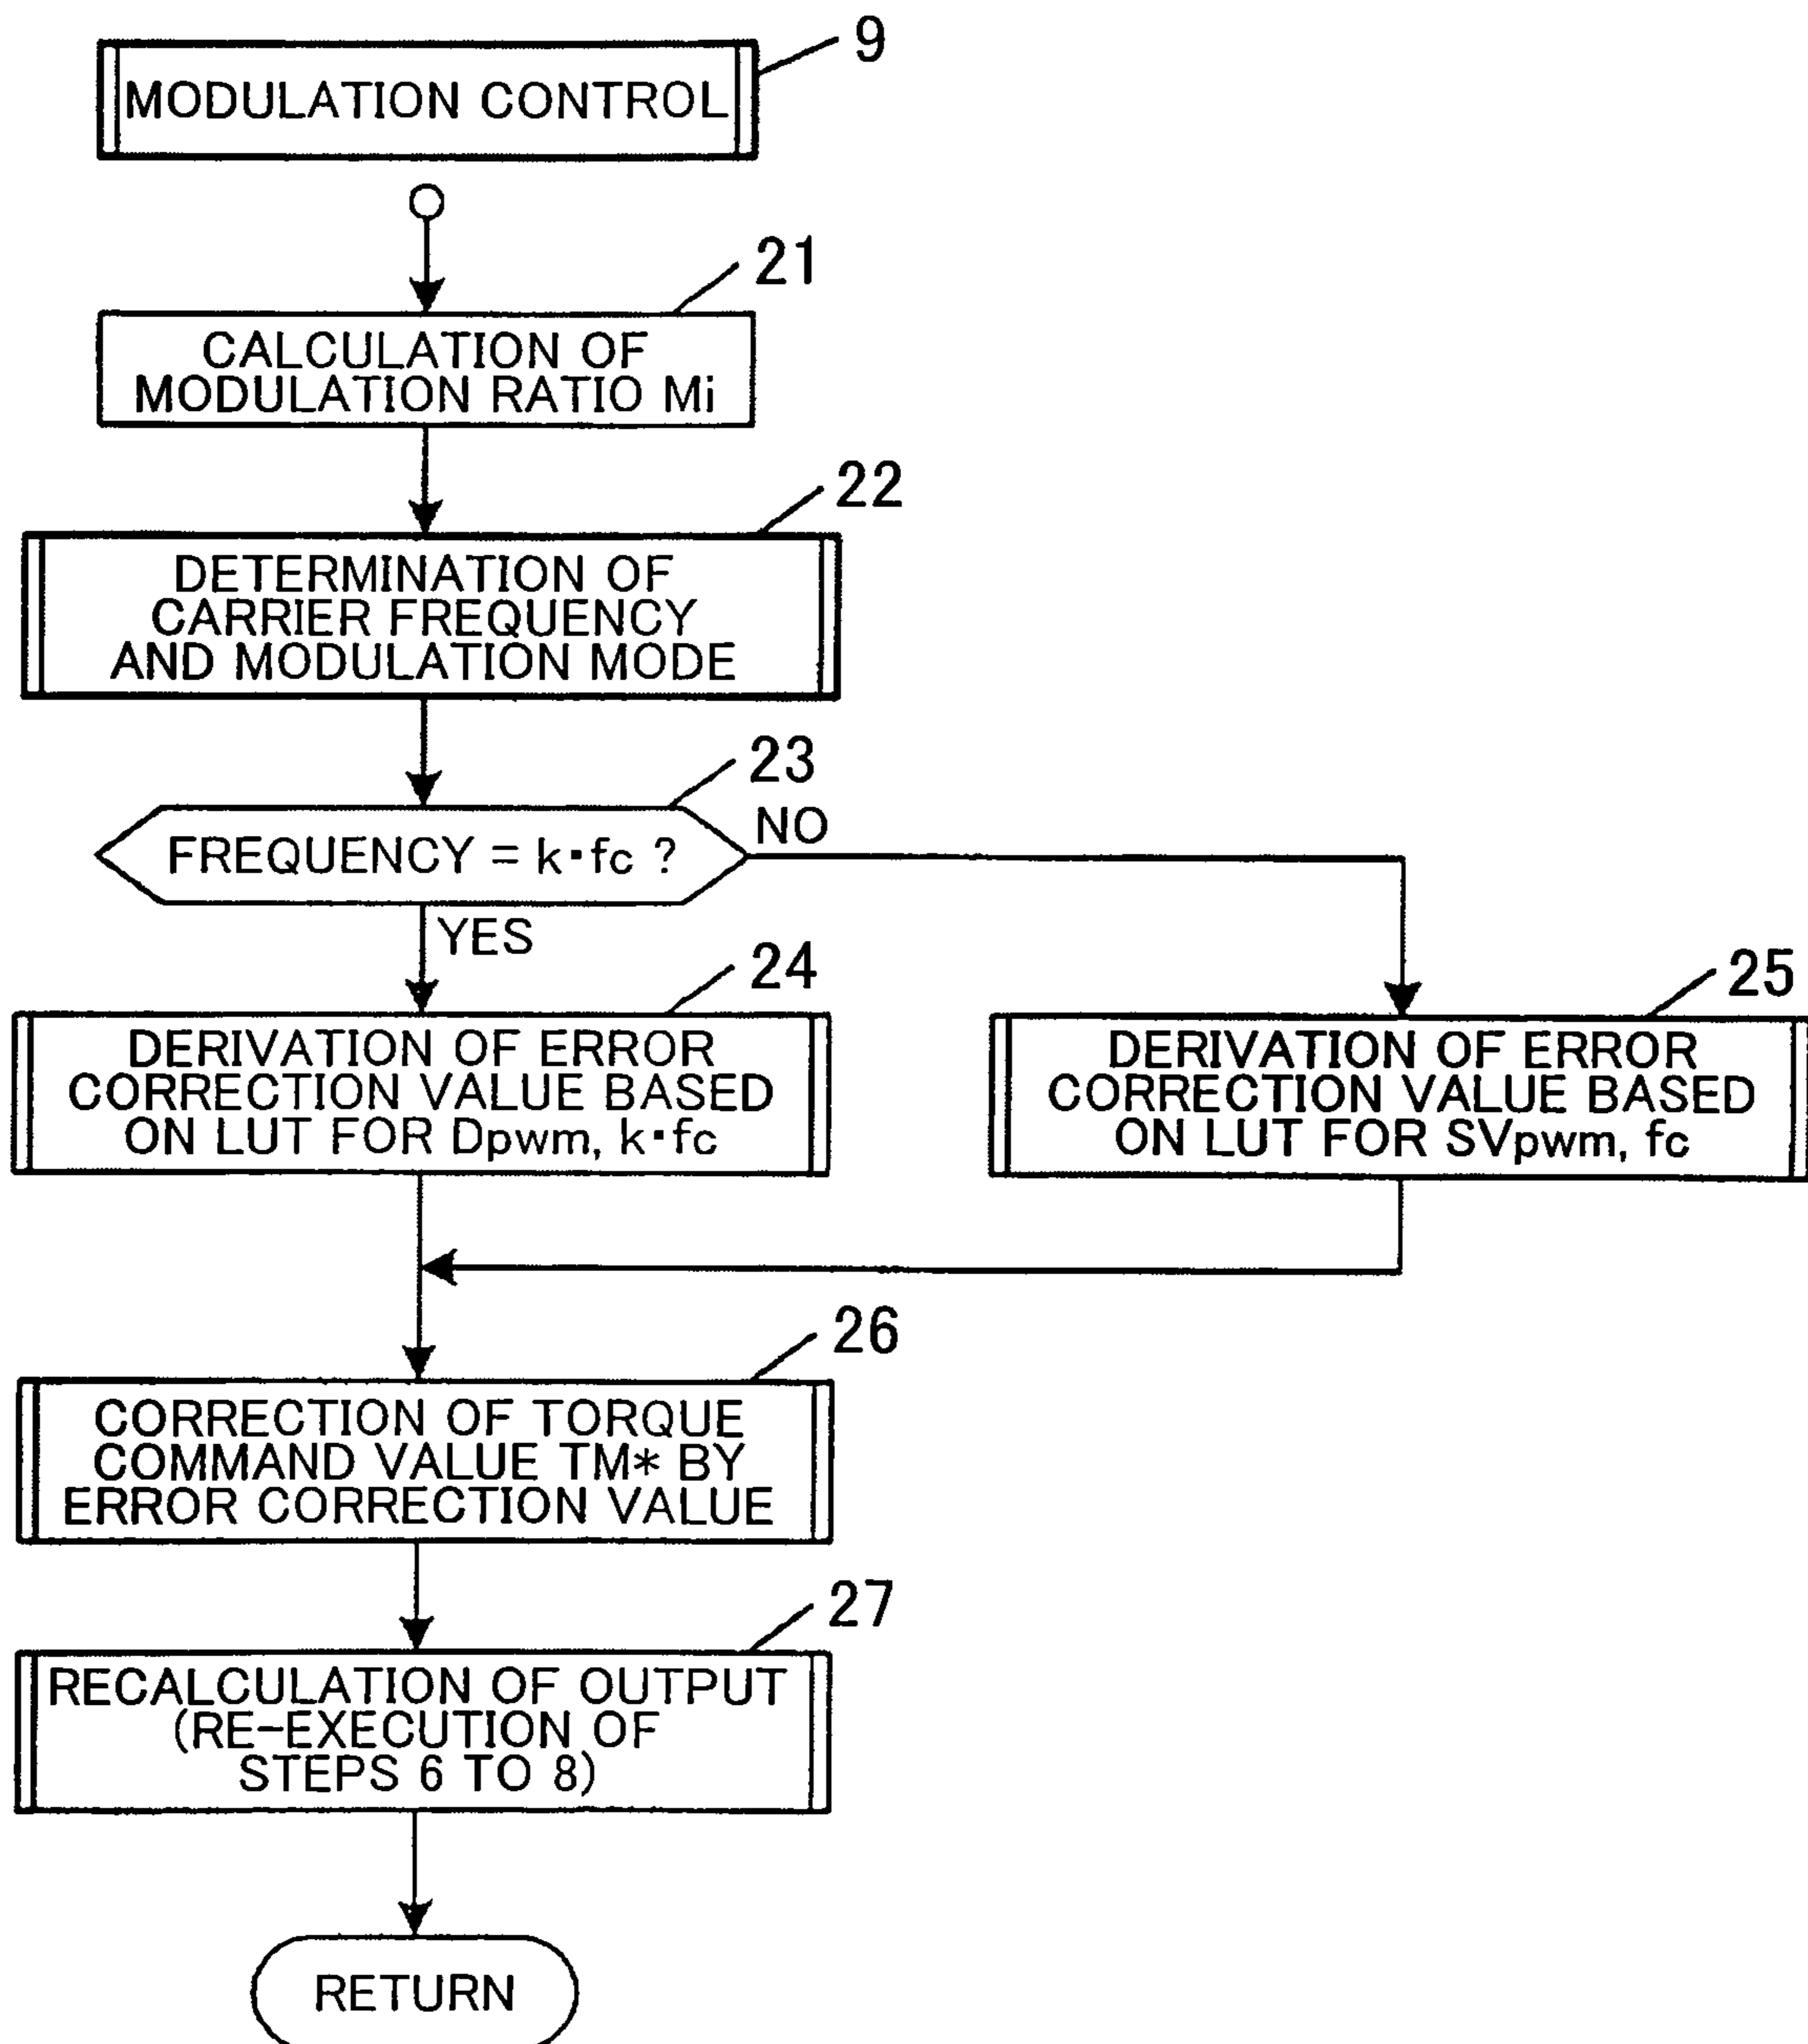 9
MODULATION CONTROL
21
CALCULATION OF
MODULATION RATIO Mi
22
DETERMINATION OF
CARRIER FREQUENCY
AND MODULATION MODE
23
FREQUENCY = k·fc ?
NO
YES
24
DERIVATION OF ERROR
CORRECTION VALUE BASED
ON LUT FOR Dpwm, k·fc
25
DERIVATION OF ERROR
CORRECTION VALUE BASED
ON LUT FOR SVpwm, fc
26
CORRECTION OF TORQUE
COMMAND VALUE TM* BY
ERROR CORRECTION VALUE
27
RECALCULATION OF OUTPUT
(RE-EXECUTION OF
STEPS 6 TO 8)
RETURN